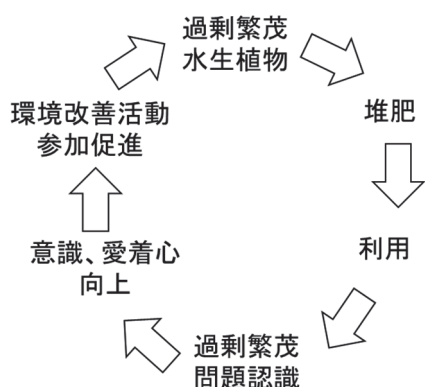 過剰繁茂
水生植物
堆肥
利用
過剰繁茂
問題認識
意識、愛着心
向上
環境改善活動
参加促進